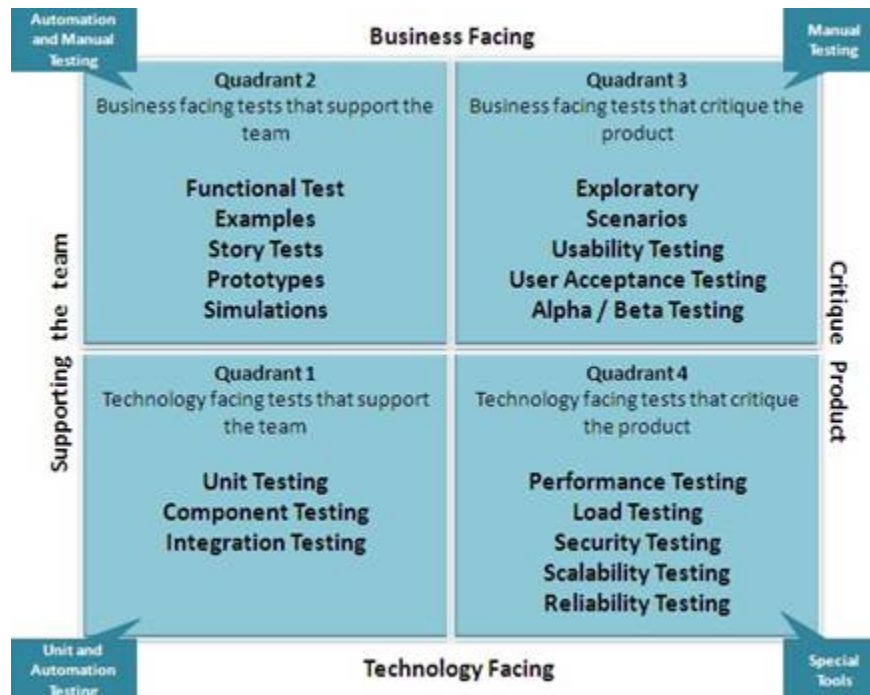 Automation
and Manual
Testing
Business Facing
Manual
Testing
Quadrant 2
Business facing tests that support the
team
Functional Test
Examples
Story Tests
Prototypes
Simulations
Quadrant 3
Business facing tests that critique the
product
Exploratory
Scenarios
Usability Testing
User Acceptance Testing
Alpha / Beta Testing
Supporting the team
Critique Product
Quadrant 1
Technology facing tests that support
the team
Unit Testing
Component Testing
Integration Testing
Quadrant 4
Technology facing tests that critique
the product
Performance Testing
Load Testing
Security Testing
Scalability Testing
Reliability Testing
Unit and
Automation
Testing
Technology Facing
Special
Tools